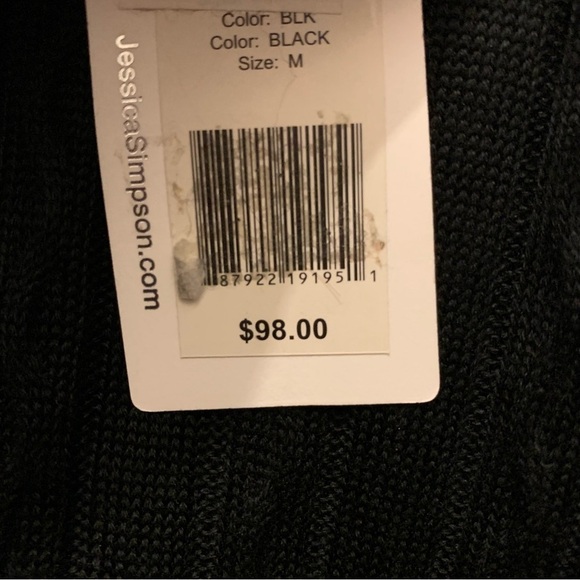 Color: BLK
Color: BLACK
Size: M
JessicaSimpson.com
87922 19195 1
$98.00